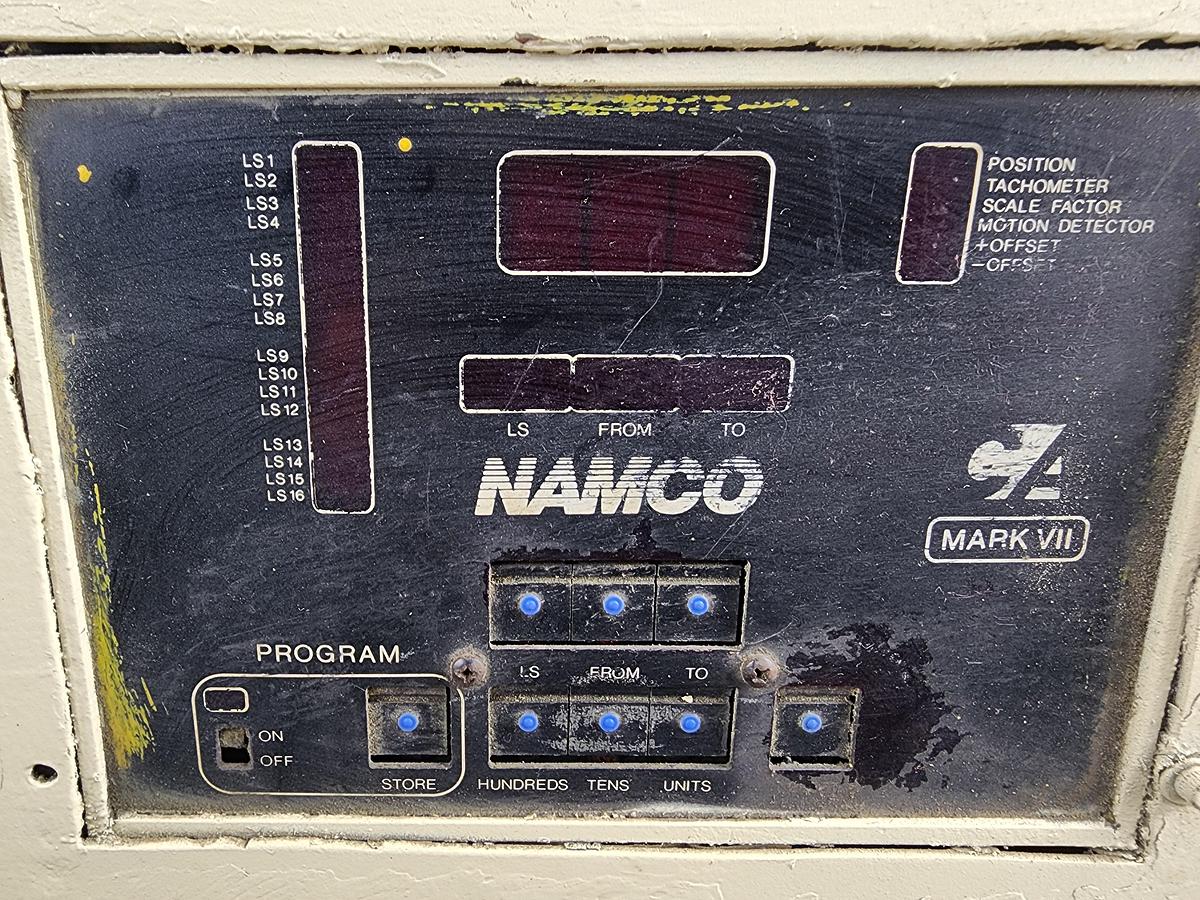 LS1
LS2
LS3
LS4
LS5
LS6
LS7
LS8
LS9
LS10
LS11
LS12
LS13
LS14
LS15
LS16
POSITION
TACHOMETER
SCALE FACTOR
MOTION DETECTOR
+OFFSET
-OFFSET
LS FROM TO
NAMCO
MARK VII
LS FROM TO
PROGRAM
ON
OFF
STORE
HUNDREDS TENS UNITS